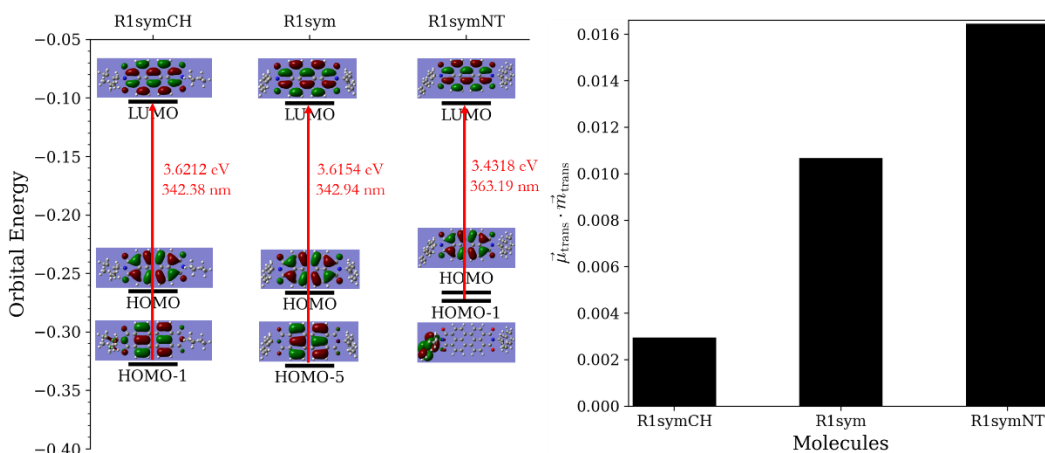 R1symCH R1sym R1symNT
−0.05
−0.10
−0.15
−0.20
−0.25
−0.30
−0.35
−0.40
Orbital Energy
LUMO
3.6212 eV
342.38 nm
HOMO
HOMO-1
LUMO
3.6154 eV
342.94 nm
HOMO
HOMO-5
LUMO
3.4318 eV
363.19 nm
HOMO
HOMO-1
0.016
0.014
0.012
0.010
0.008
0.006
0.004
0.002
0.000
μ⃗trans · m⃗trans
R1symCH R1sym R1symNT
Molecules